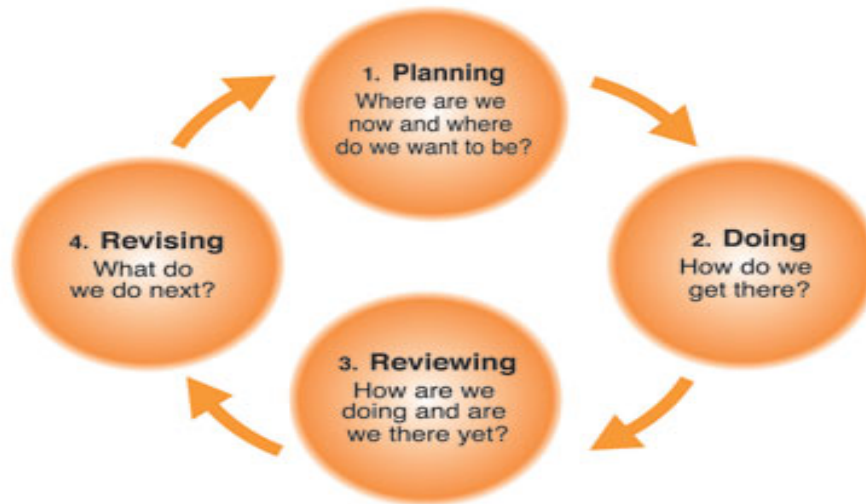 1. Planning
Where are we
now and where
do we want to be?
2. Doing
How do we
get there?
3. Reviewing
How are we
doing and are
we there yet?
4. Revising
What do
we do next?